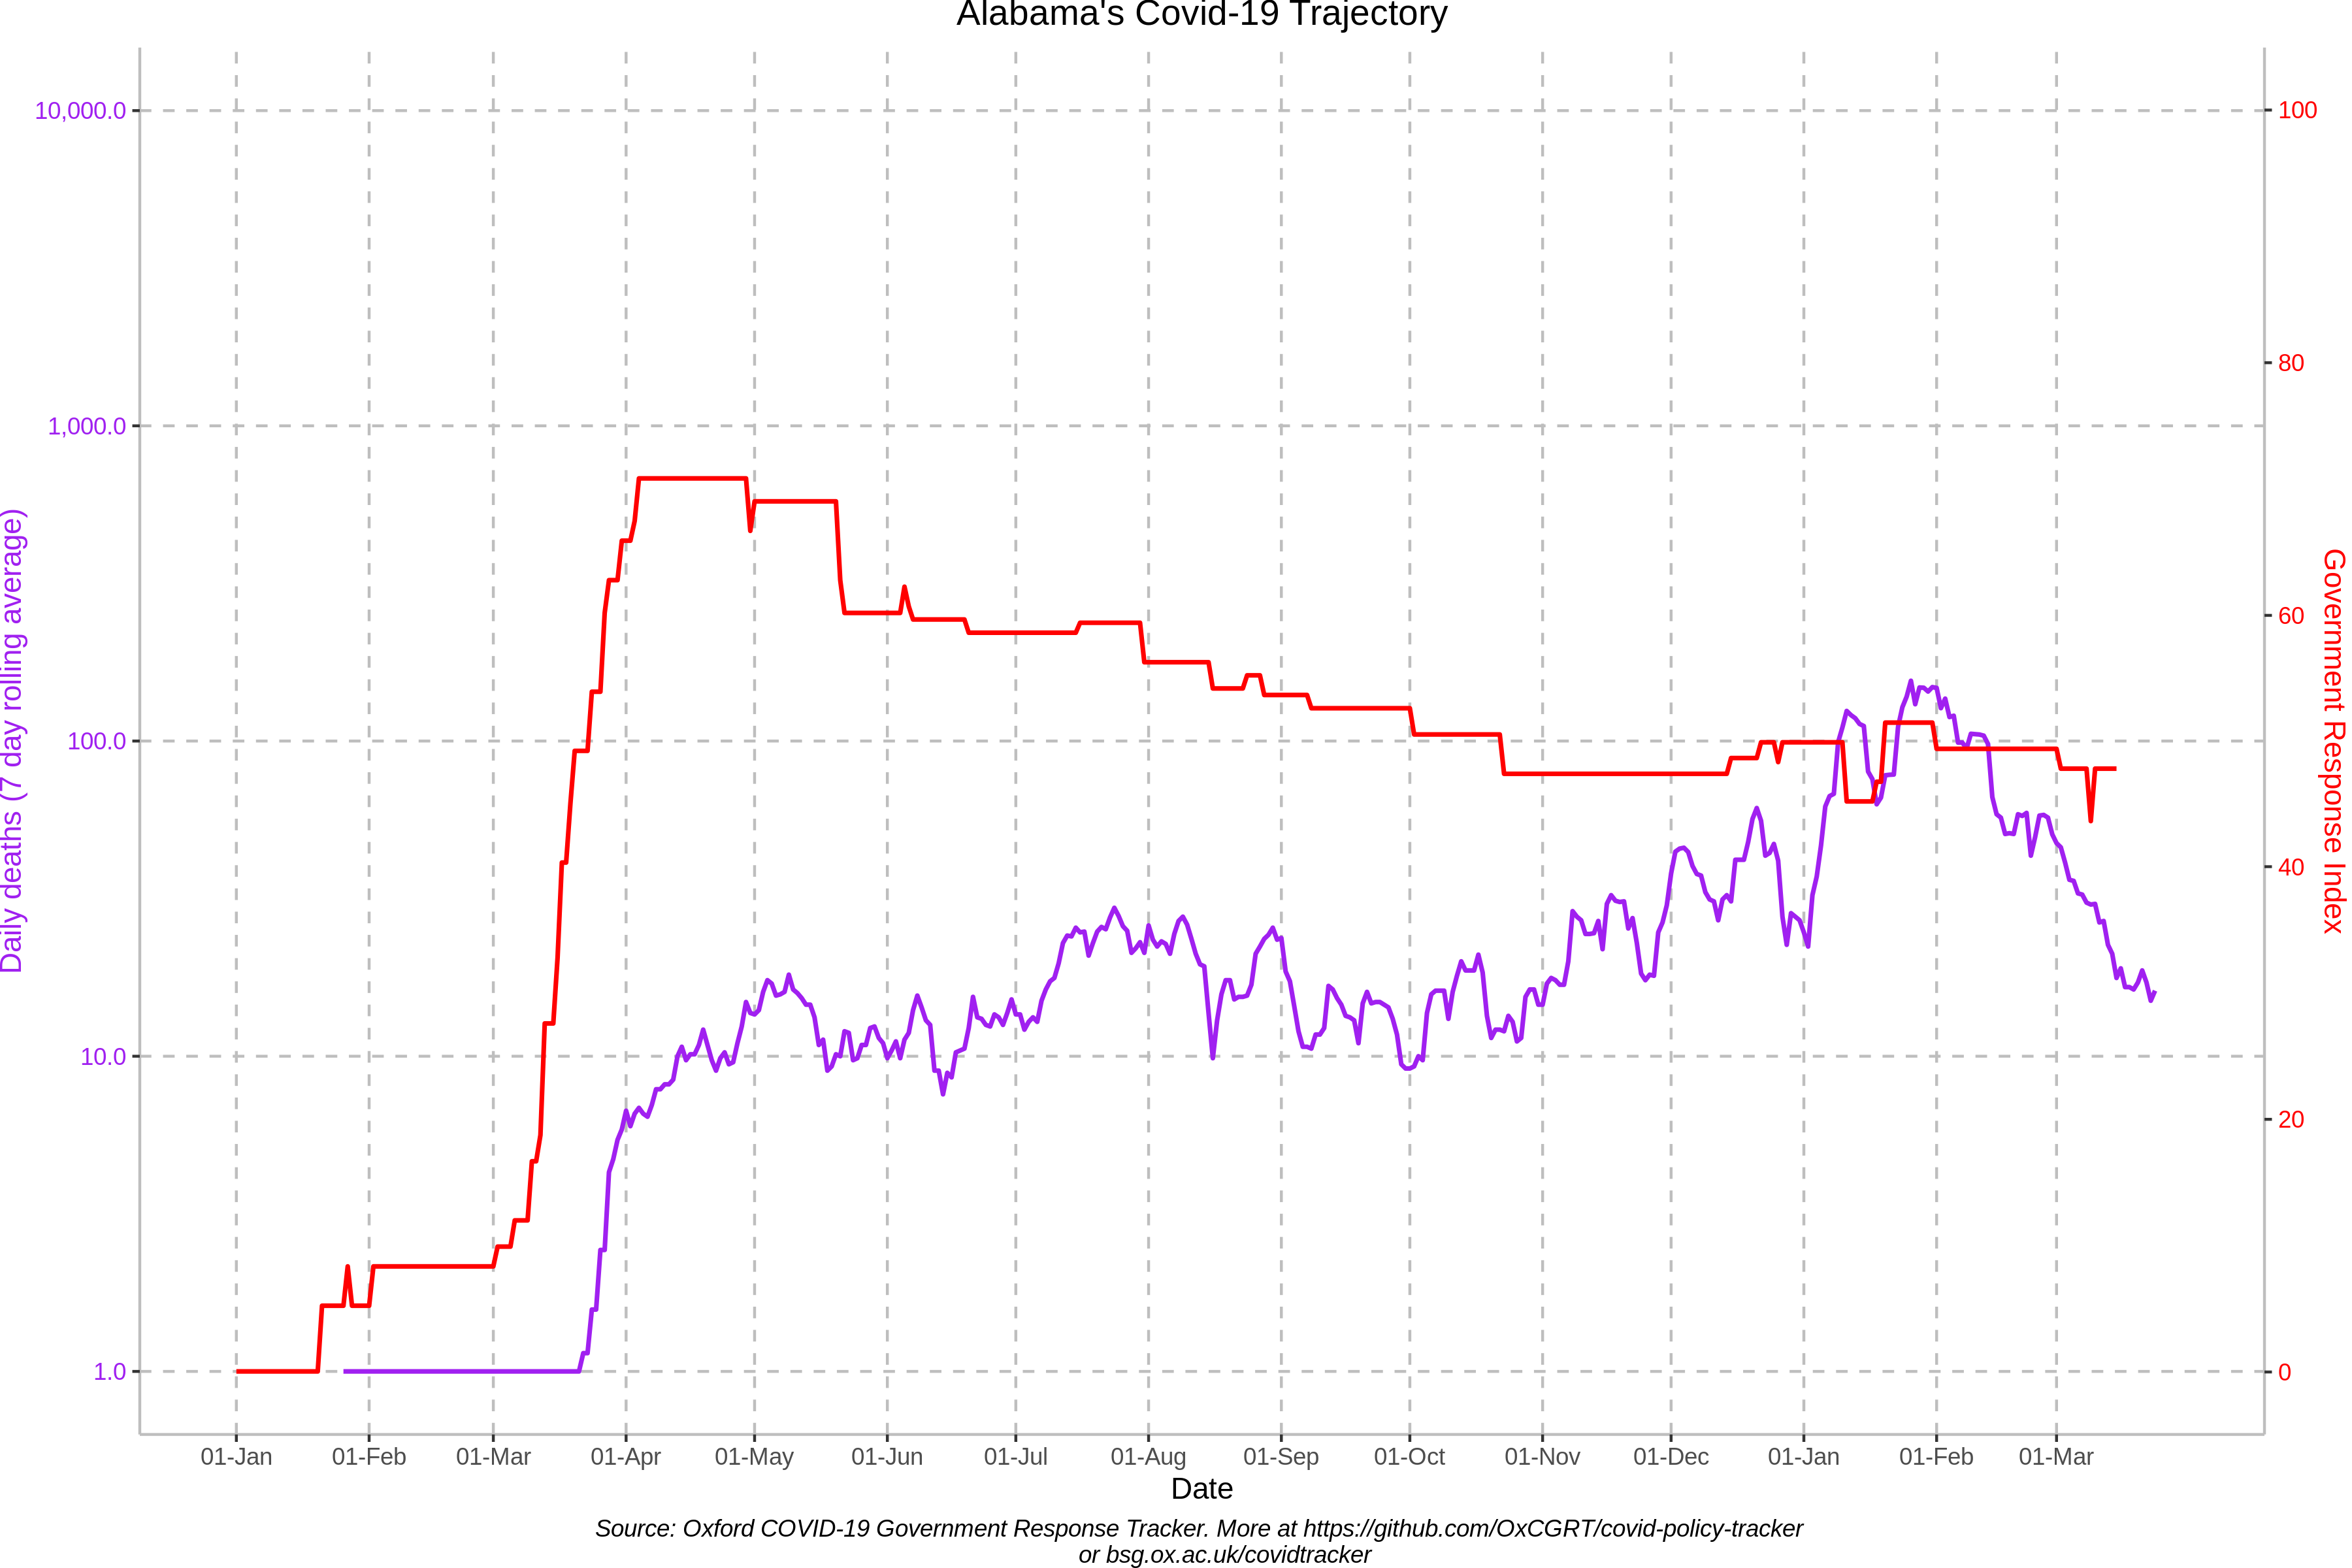 Alabama's Covid-19 Trajectory
10,000.0
1,000.0
100.0
10.0
1.0
Daily deaths (7 day rolling average)
100
80
60
40
20
0
Government Response Index
01-Jan 01-Feb 01-Mar 01-Apr 01-May 01-Jun 01-Jul 01-Aug 01-Sep 01-Oct 01-Nov 01-Dec 01-Jan 01-Feb 01-Mar
Date
Source: Oxford COVID-19 Government Response Tracker. More at https://github.com/OxCGRT/covid-policy-tracker
or bsg.ox.ac.uk/covidtracker